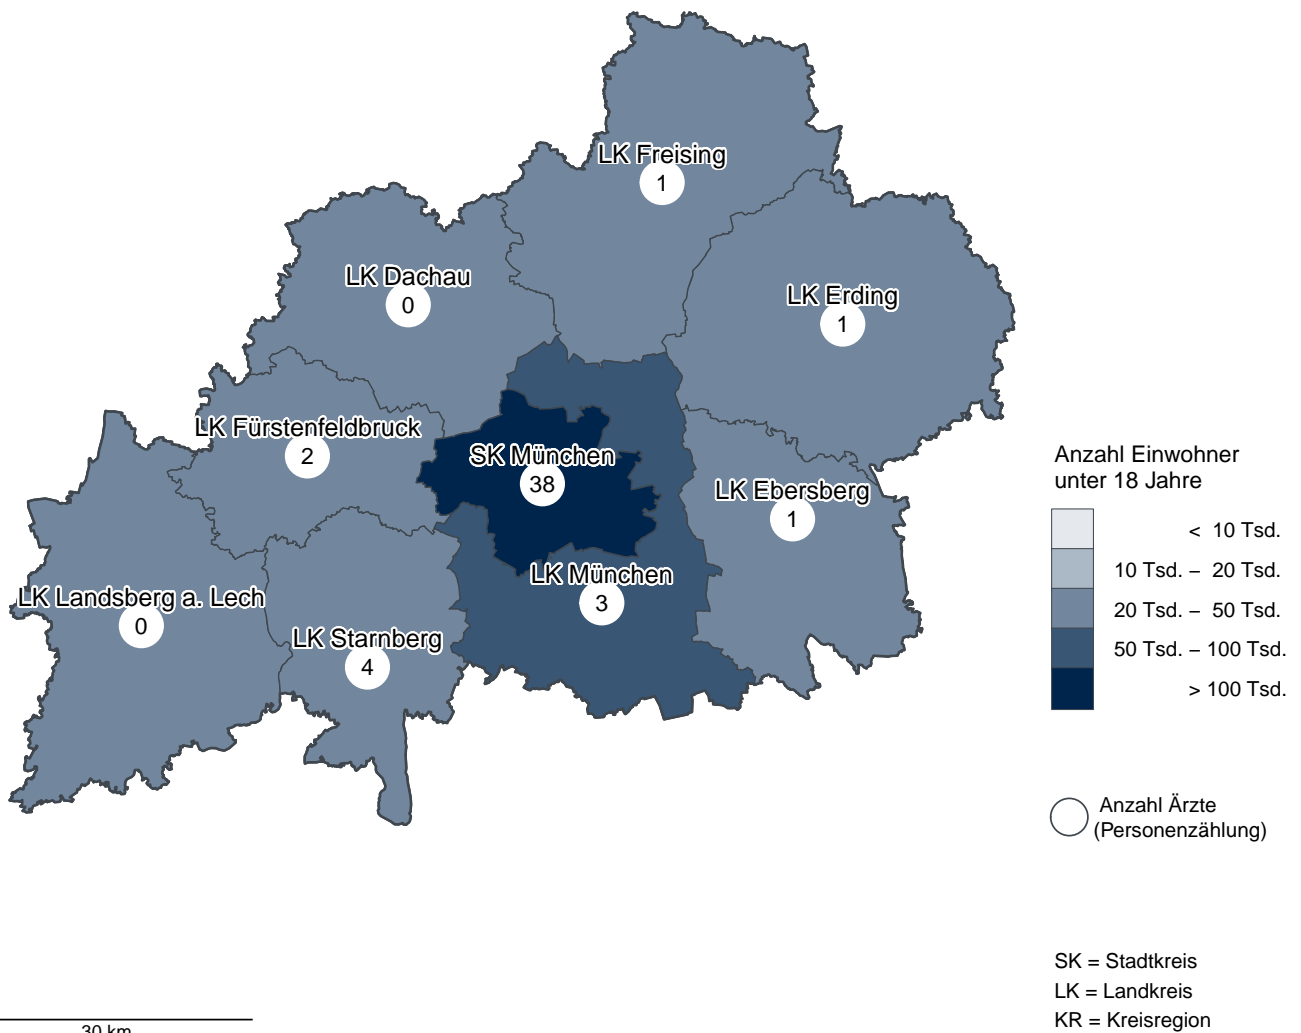 LK Freising
1
LK Dachau
0
LK Erding
1
LK Fürstenfeldbruck
2
SK München
38
LK Ebersberg
1
LK München
3
LK Landsberg a. Lech
0
LK Starnberg
4
Anzahl Einwohner
unter 18 Jahre
< 10 Tsd.
10 Tsd. – 20 Tsd.
20 Tsd. – 50 Tsd.
50 Tsd. – 100 Tsd.
> 100 Tsd.
Anzahl Ärzte
(Personenzählung)
SK = Stadtkreis
LK = Landkreis
KR = Kreisregion
30 km